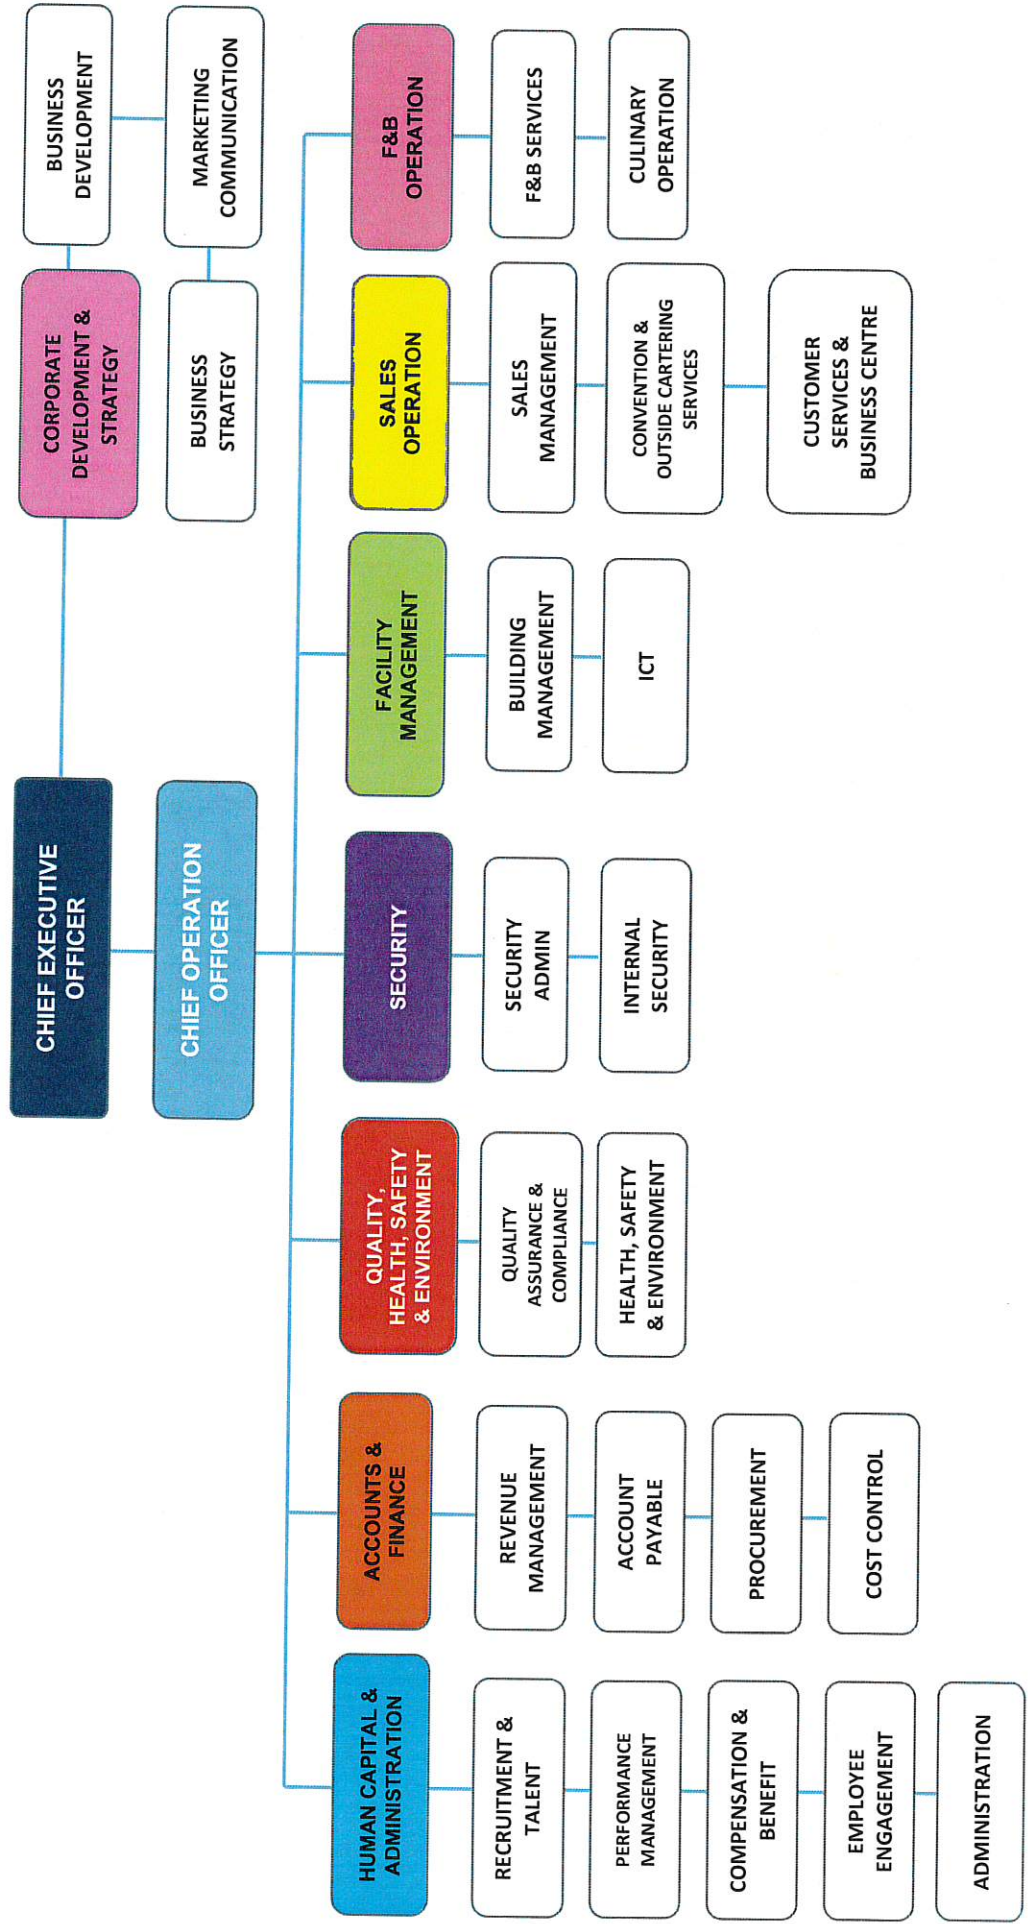 CHIEF EXECUTIVE
OFFICER
CORPORATE
DEVELOPMENT &
STRATEGY
BUSINESS
DEVELOPMENT
CHIEF OPERATION
OFFICER
BUSINESS
STRATEGY
MARKETING
COMMUNICATION
HUMAN CAPITAL &
ADMINISTRATION
RECRUITMENT &
TALENT
PERFORMANCE
MANAGEMENT
COMPENSATION &
BENEFIT
EMPLOYEE
ENGAGEMENT
ADMINISTRATION
ACCOUNTS &
FINANCE
REVENUE
MANAGEMENT
ACCOUNT
PAYABLE
PROCUREMENT
COST CONTROL
QUALITY,
HEALTH, SAFETY
& ENVIRONMENT
QUALITY
ASSURANCE &
COMPLIANCE
HEALTH, SAFETY
& ENVIRONMENT
SECURITY
SECURITY
ADMIN
INTERNAL
SECURITY
FACILITY
MANAGEMENT
BUILDING
MANAGEMENT
ICT
SALES
OPERATION
SALES
MANAGEMENT
CONVENTION &
OUTSIDE CARTERING
SERVICES
CUSTOMER
SERVICES &
BUSINESS CENTRE
F&B
OPERATION
F&B SERVICES
CULINARY
OPERATION